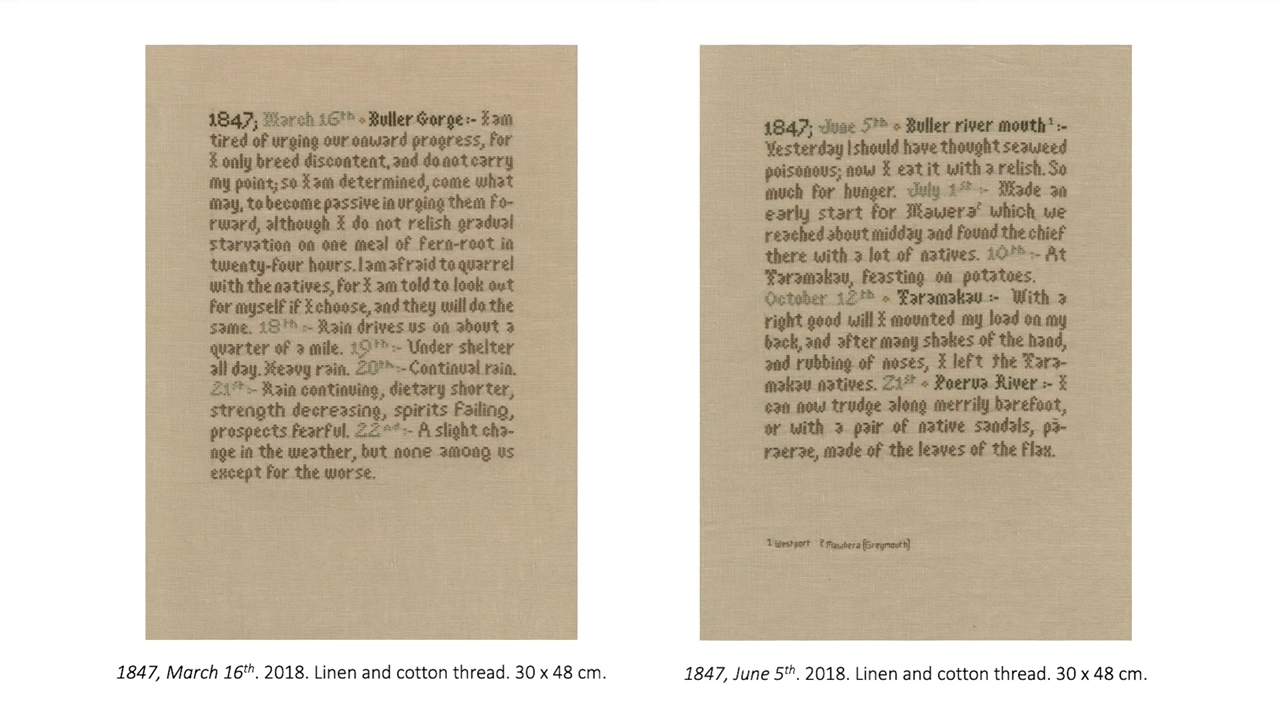 1847; March 16th ⋄ Buller Gorge:- I am
tired of urging our onward progress, for
I only breed discontent, and do not carry
my point; so I am determined, come what
may, to become passive in urging them fo-
rward, although I do not relish gradual
starvation on one meal of fern-root in
twenty-four hours. I am afraid to quarrel
with the natives, for I am told to look out
for myself if I choose, and they will do the
same. 18th:- Rain drives us on about a
quarter of a mile. 19th:- Under shelter
all day. Heavy rain. 20th:- Continual rain.
21st:- Rain continuing, dietary shorter,
strength decreasing, spirits failing,
prospects fearful. 22nd:- A slight cha-
nge in the weather, but none among us
except for the worse.
1847, March 16th. 2018. Linen and cotton thread. 30 x 48 cm.
1847; June 5th ⋄ Buller river mouth¹:-
Yesterday I should have thought seaweed
poisonous; now I eat it with a relish. So
much for hunger. July 1st:- Made an
early start for Mawera² which we
reached about midday and found the chief
there with a lot of natives. 10th:- At
Taramakau, feasting on potatoes.
October 12th ⋄ Taramakau:- With a
right good will I mounted my load on my
back, and after many shakes of the hand,
and rubbing of noses, I left the Tara-
makau natives. 21st ⋄ Poerua River:- I
can now trudge along merrily barefoot,
or with a pair of native sandals, pā-
raerae, made of the leaves of the flax.
1 Westport 2 Mawhera [Greymouth]
1847, June 5th. 2018. Linen and cotton thread. 30 x 48 cm.